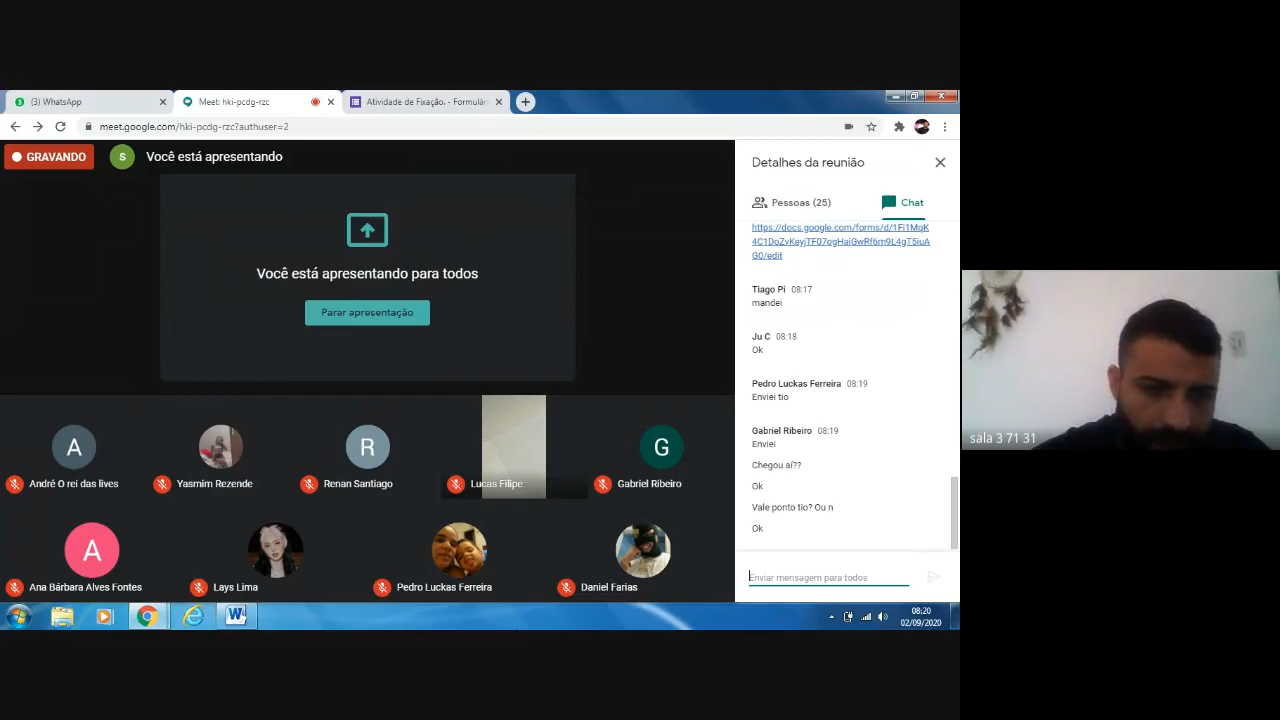 (3) WhatsApp
Meet: hki-pcdg-rzc
Atividade de Fixação. - Formulár
meet.google.com/hki-pcdg-rzc?authuser=2
GRAVANDO
S
Você está apresentando
Você está apresentando para todos
Parar apresentação
A
André O rei das lives
Yasmim Rezende
R
Renan Santiago
Lucas Filipe
G
Gabriel Ribeiro
A
Ana Bárbara Alves Fontes
Lays Lima
Pedro Luckas Ferreira
Daniel Farias
Detalhes da reunião
Pessoas (25)
Chat
https://docs.google.com/forms/d/1Fi1MqK
4C1DoZvKeyjTF07ogHaiGwRf6m9L4gT5iuA
G0/edit
Tiago Pi 08:17
mandei
Ju C 08:18
Ok
Pedro Luckas Ferreira 08:19
Enviei tio
Gabriel Ribeiro 08:19
Enviei
Chegou aí??
Ok
Vale ponto tio? Ou n
Ok
Enviar mensagem para todos
08:20
02/09/2020
sala 3 71 31